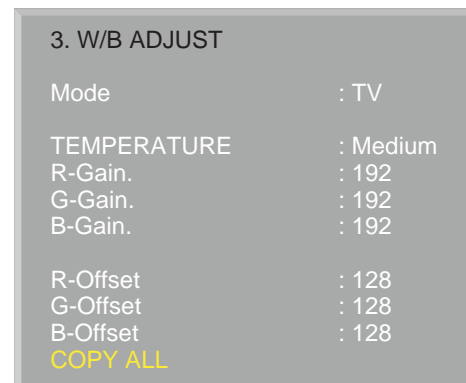 3. W/B ADJUST
Mode : TV
TEMPERATURE : Medium
R-Gain. : 192
G-Gain. : 192
B-Gain. : 192
R-Offset : 128
G-Offset : 128
B-Offset : 128
COPY ALL